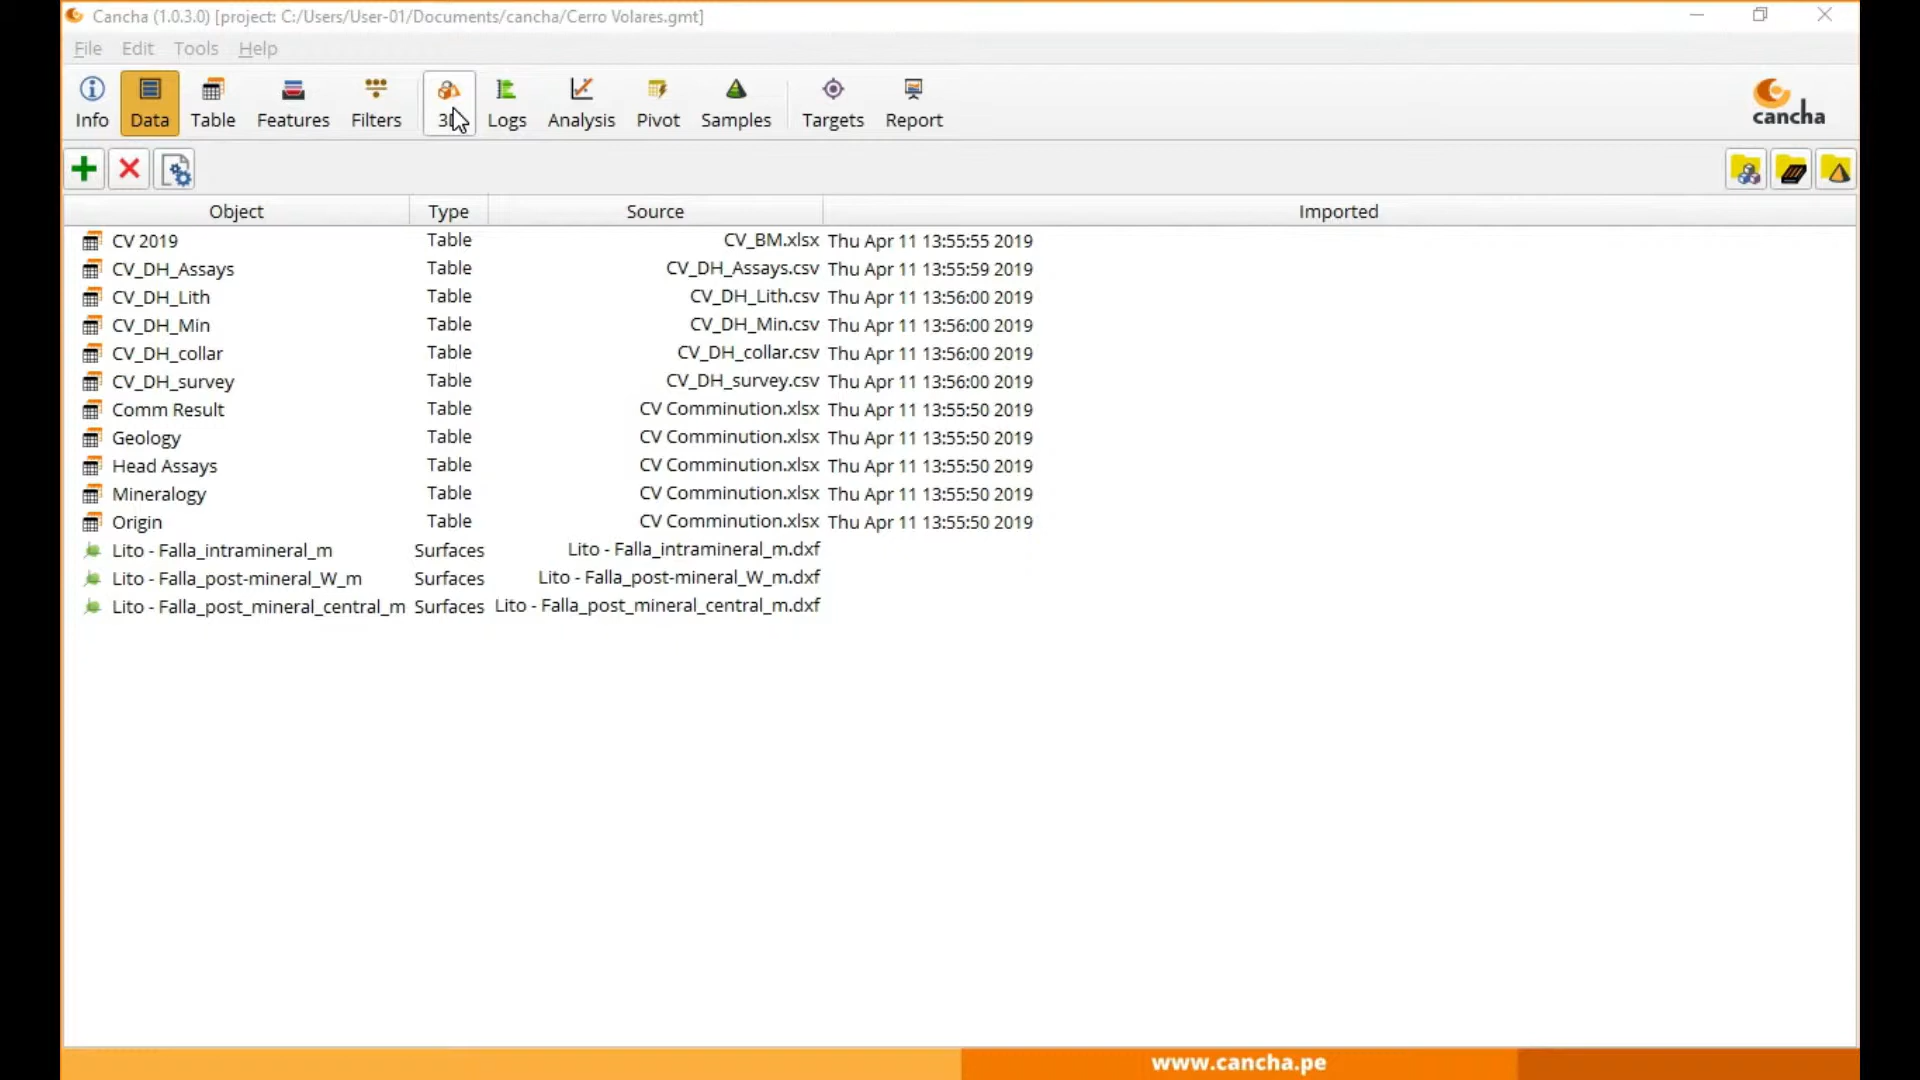 Cancha (1.0.3.0) [project: C:/Users/User-01/Documents/cancha/Cerro Volares.gmt]
File Edit Tools Help
Info Data Table Features Filters Logs Analysis Pivot Samples Targets Report
cancha
Object Type Source Imported
CV 2019 Table CV_BM.xlsx Thu Apr 11 13:55:55 2019
CV_DH_Assays Table CV_DH_Assays.csv Thu Apr 11 13:55:59 2019
CV_DH_Lith Table CV_DH_Lith.csv Thu Apr 11 13:56:00 2019
CV_DH_Min Table CV_DH_Min.csv Thu Apr 11 13:56:00 2019
CV_DH_collar Table CV_DH_collar.csv Thu Apr 11 13:56:00 2019
CV_DH_survey Table CV_DH_survey.csv Thu Apr 11 13:56:00 2019
Comm Result Table CV Comminution.xlsx Thu Apr 11 13:55:50 2019
Geology Table CV Comminution.xlsx Thu Apr 11 13:55:50 2019
Head Assays Table CV Comminution.xlsx Thu Apr 11 13:55:50 2019
Mineralogy Table CV Comminution.xlsx Thu Apr 11 13:55:50 2019
Origin Table CV Comminution.xlsx Thu Apr 11 13:55:50 2019
Lito - Falla_intramineral_m Surfaces Lito - Falla_intramineral_m.dxf
Lito - Falla_post-mineral_W_m Surfaces Lito - Falla_post-mineral_W_m.dxf
Lito - Falla_post_mineral_central_m Surfaces Lito - Falla_post_mineral_central_m.dxf
www.cancha.pe